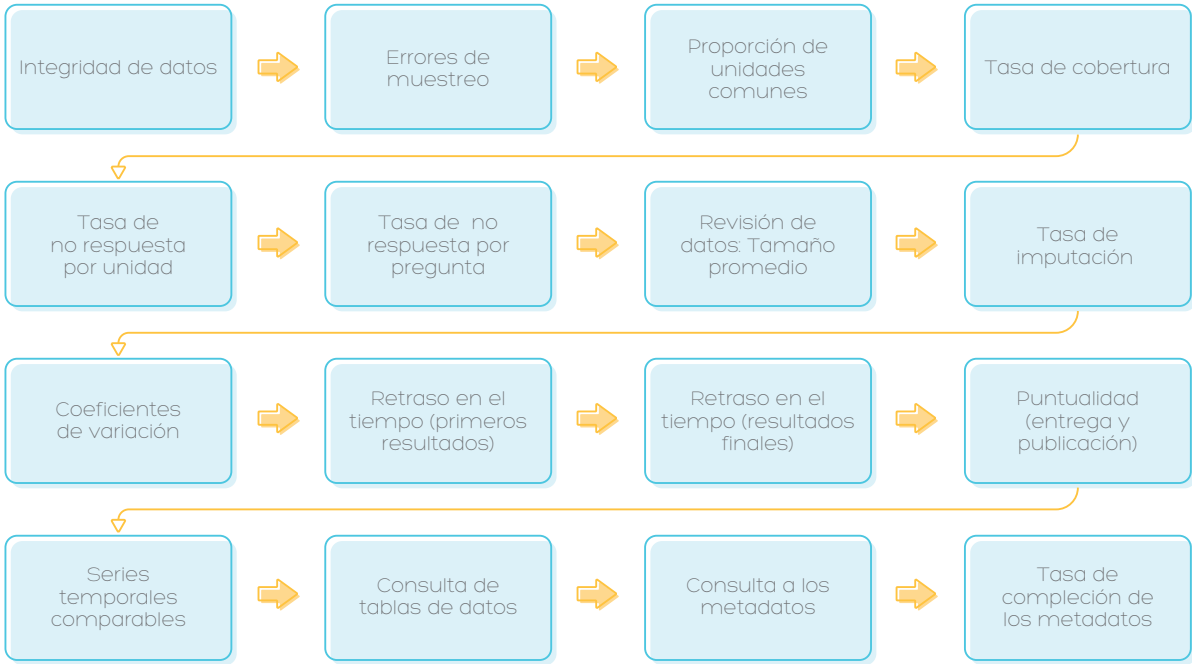 Integridad de datos
Errores de
muestreo
Proporción de
unidades
comunes
Tasa de cobertura
Tasa de
no respuesta
por unidad
Tasa de no
respuesta por
pregunta
Revisión de
datos: Tamaño
promedio
Tasa de
imputación
Coeficientes
de variación
Retraso en el
tiempo (primeros
resultados)
Retraso en el
tiempo (resultados
finales)
Puntualidad
(entrega y
publicación)
Series
temporales
comparables
Consulta de
tablas de datos
Consulta a los
metadatos
Tasa de
compleción de
los metadatos